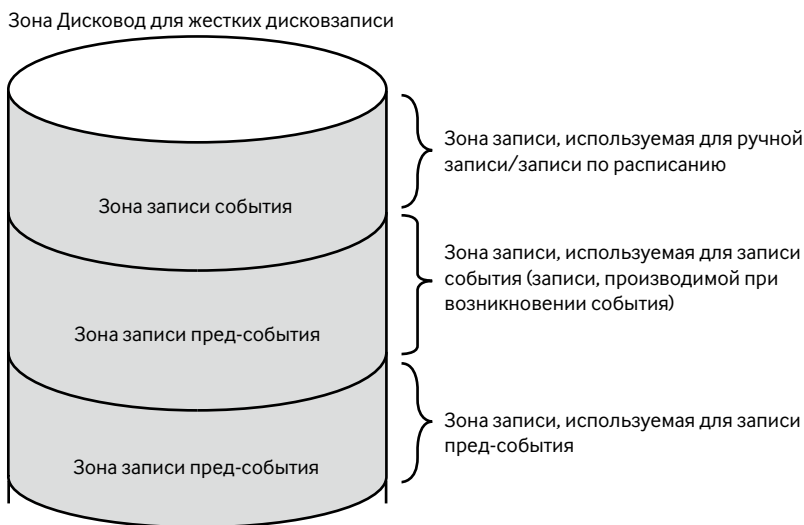 Зона Дисковод для жестких дисковзаписи
Зона записи, используемая для ручной
записи/записи по расписанию
Зона записи события
Зона записи, используемая для записи
события (записи, производимой при
возникновении события)
Зона записи пред-события
Зона записи, используемая для записи
пред-события
Зона записи пред-события